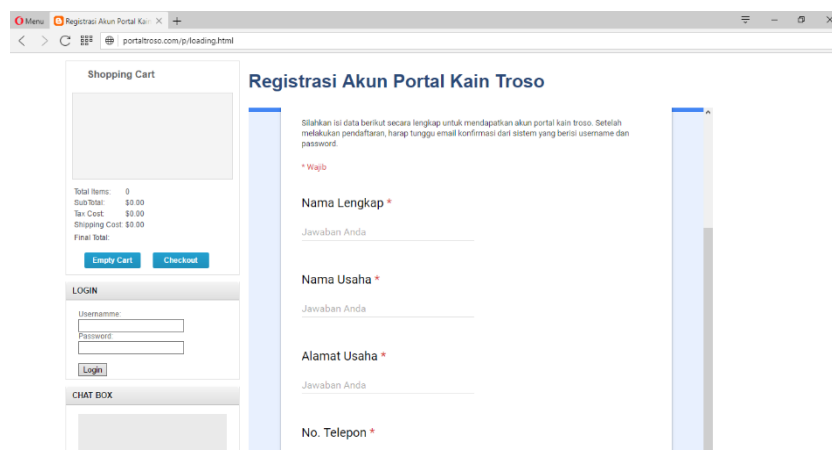 Menu
Registrasi Akun Portal Kain
portaltroso.com/p/loading.html
Shopping Cart
Total Items: 0
SubTotal: $0.00
Tax Cost: $0.00
Shipping Cost: $0.00
Final Total:
Empty Cart Checkout
LOGIN
Usernamme:
Password:
Login
CHAT BOX
Registrasi Akun Portal Kain Troso
Silahkan isi data berikut secara lengkap untuk mendapatkan akun portal kain troso. Setelah
melakukan pendaftaran, harap tunggu email konfirmasi dari sistem yang berisi username dan
password.
* Wajib
Nama Lengkap *
Jawaban Anda
Nama Usaha *
Jawaban Anda
Alamat Usaha *
Jawaban Anda
No. Telepon *